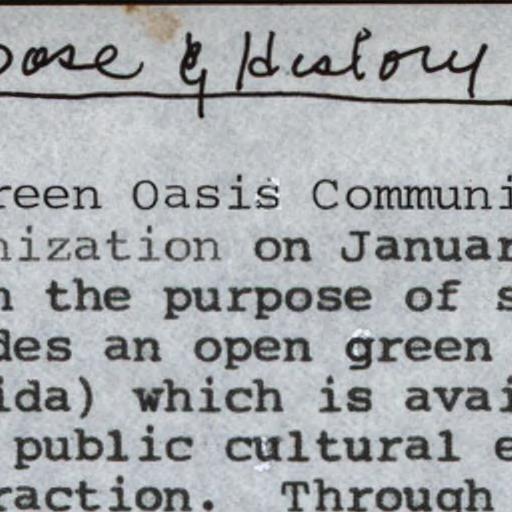 ose & History
reen Oasis Communi
nization on Januar
n the purpose of s
des an open green
ida) which is avai
public cultural e
raction. Through